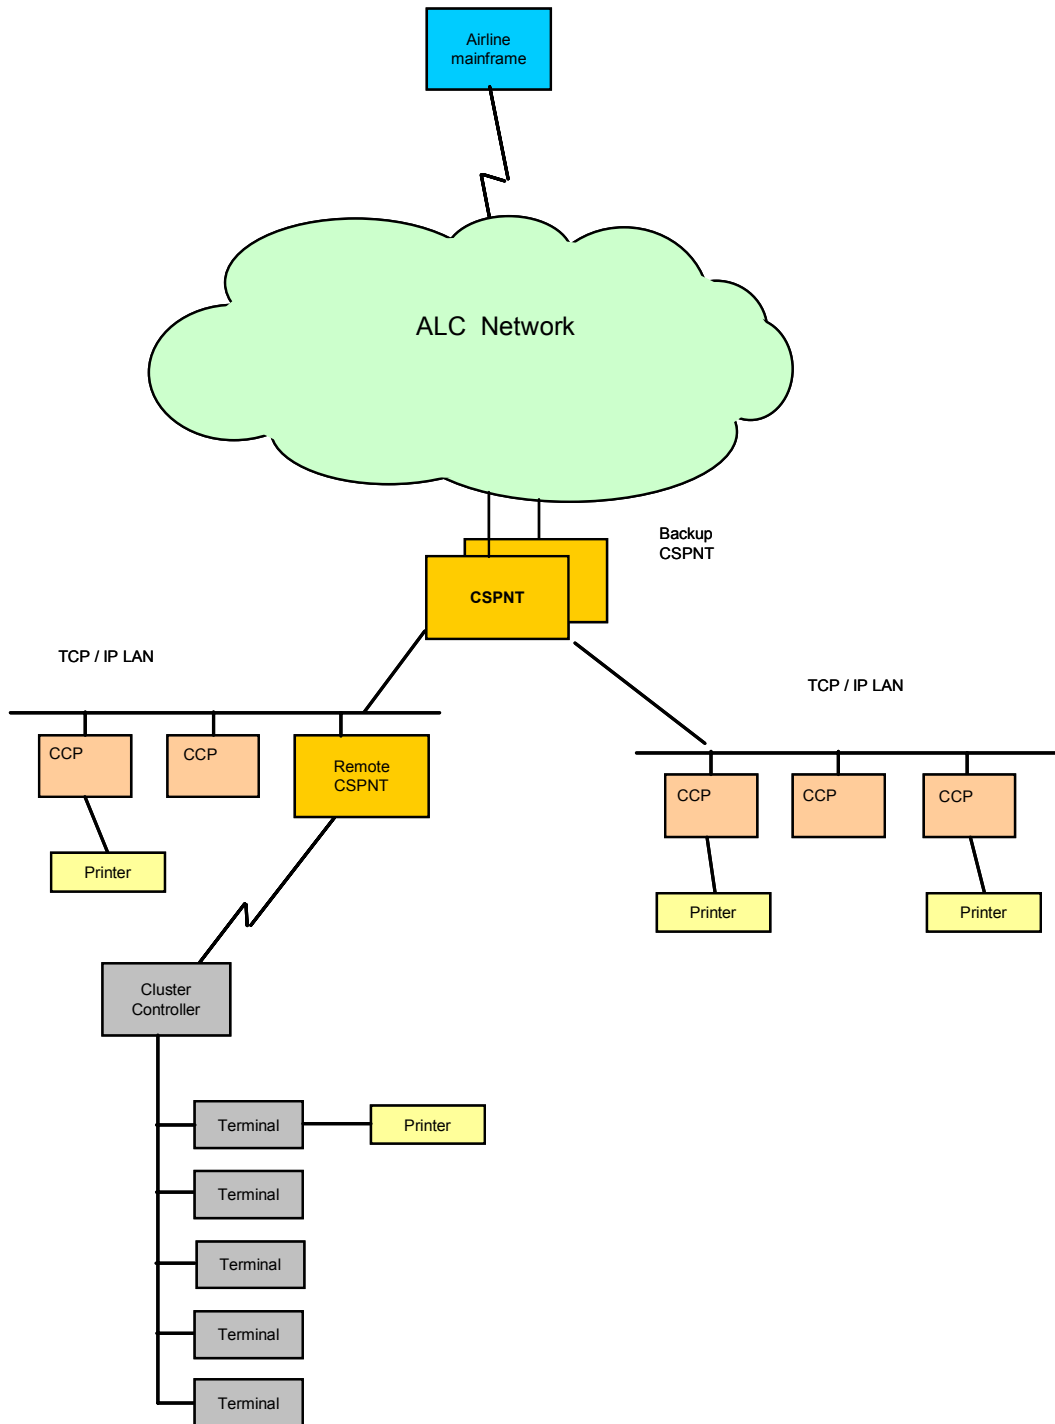 Airline
mainframe
ALC Network
Backup
CSPNT
CSPNT
TCP / IP LAN
TCP / IP LAN
CCP
CCP
Remote
CSPNT
CCP
CCP
CCP
Printer
Printer
Printer
Cluster
Controller
Terminal
Printer
Terminal
Terminal
Terminal
Terminal